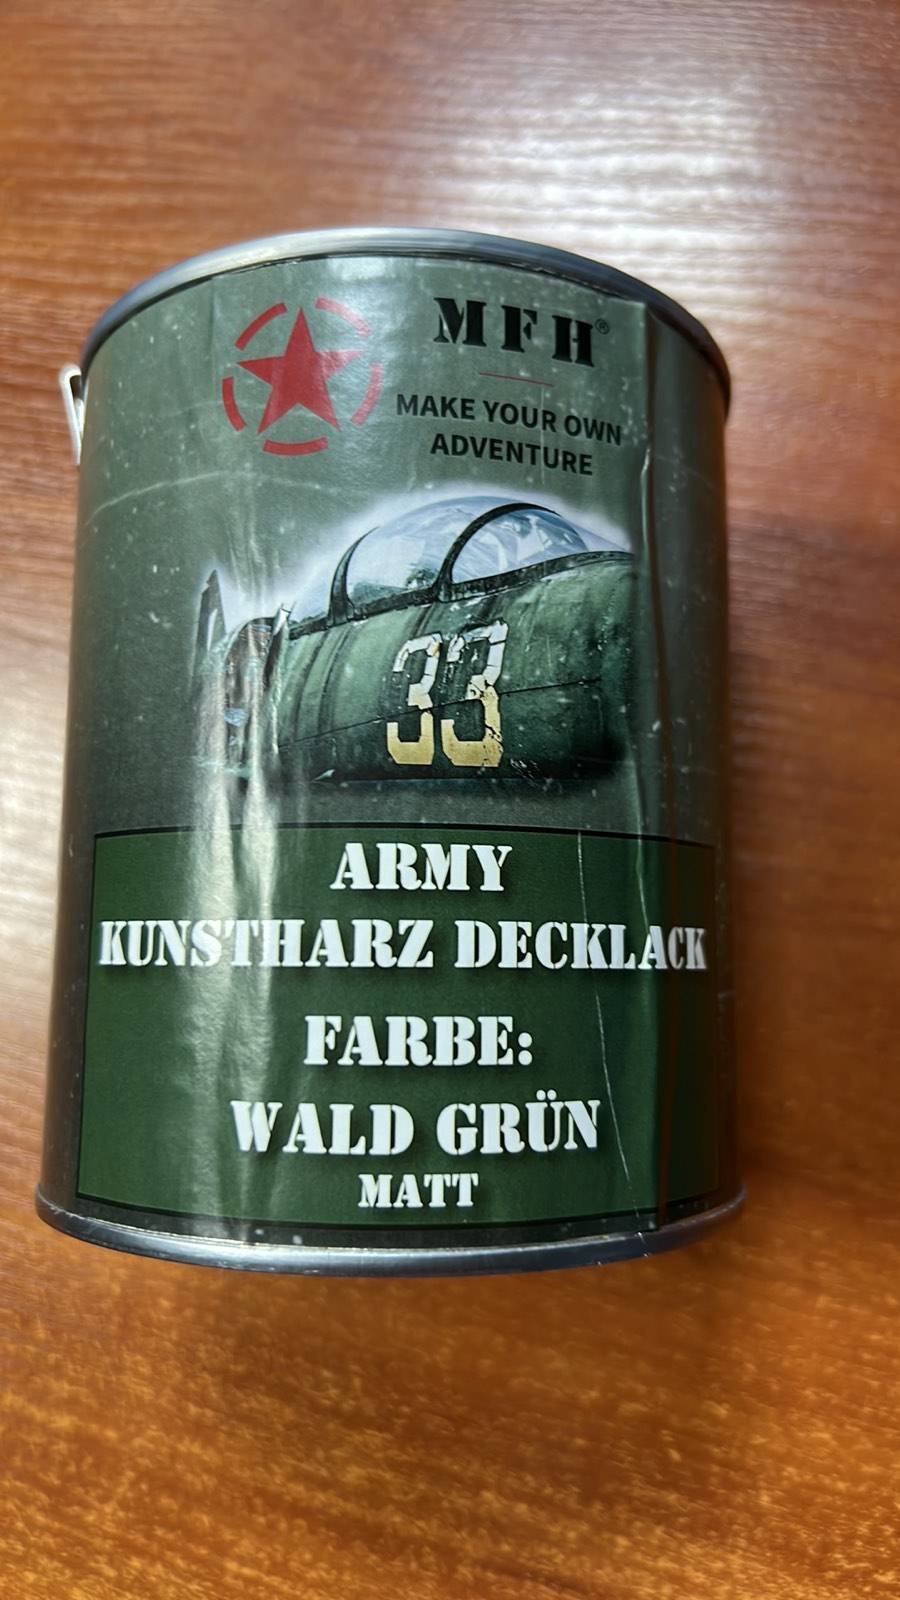 MFH®
MAKE YOUR OWN
ADVENTURE
33
ARMY
KUNSTHARZ DECKLACK
FARBE:
WALD GRÜN
MATT